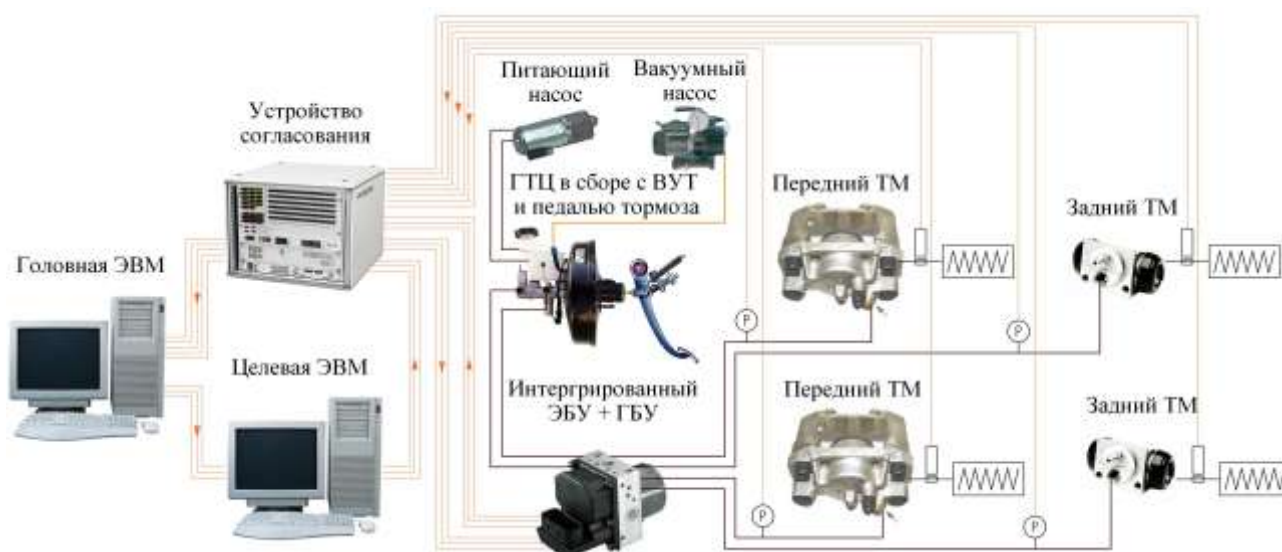 Питающий
насос
Вакуумный
насос
Устройство
согласования
ГТЦ в сборе с ВУТ
и педалью тормоза
Передний ТМ
Задний ТМ
Головная ЭВМ
P
P
Целевая ЭВМ
Интергрированный
ЭБУ + ГБУ
Передний ТМ
Задний ТМ
P
P